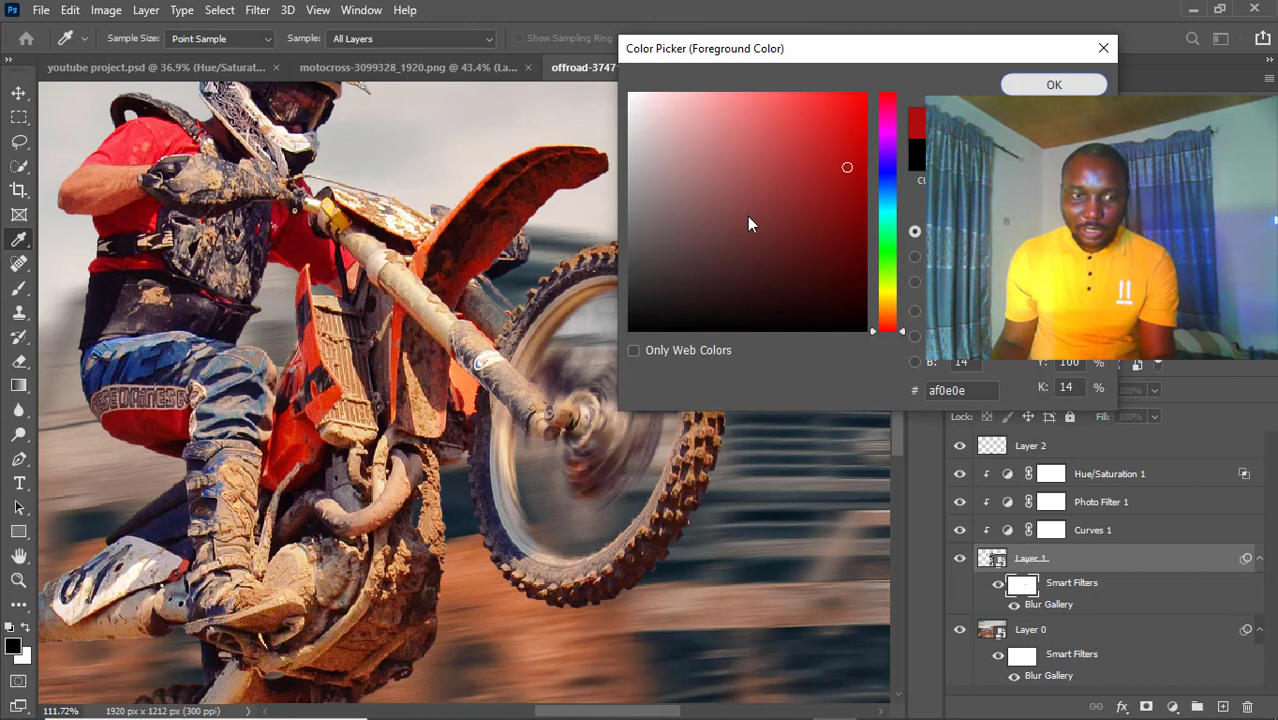 Ps File Edit Image Layer Type Select Filter 3D View Window Help
Sample Size: Point Sample Sample: All Layers Show Sampling Ring
youtube project.psd @ 36.9% (Hue/Saturat... × motocross-3099328_1920.png @ 43.4% (La... × offroad-3747
Color Picker (Foreground Color)
OK
Only Web Colors
B: 14 Y: 100 %
# af0e0e K: 14 %
Lock: Fill: 100%
Layer 2
Hue/Saturation 1
Photo Filter 1
Curves 1
Layer 1
Smart Filters
Blur Gallery
Layer 0
Smart Filters
Blur Gallery
111.72% 1920 px x 1212 px (300 ppi)